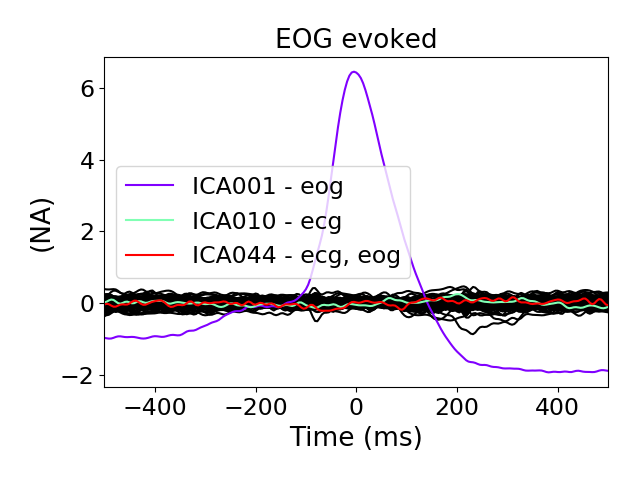 EOG evoked
6
4
2
0
−2
(NA)
ICA001 - eog
ICA010 - ecg
ICA044 - ecg, eog
−400 −200 0 200 400
Time (ms)